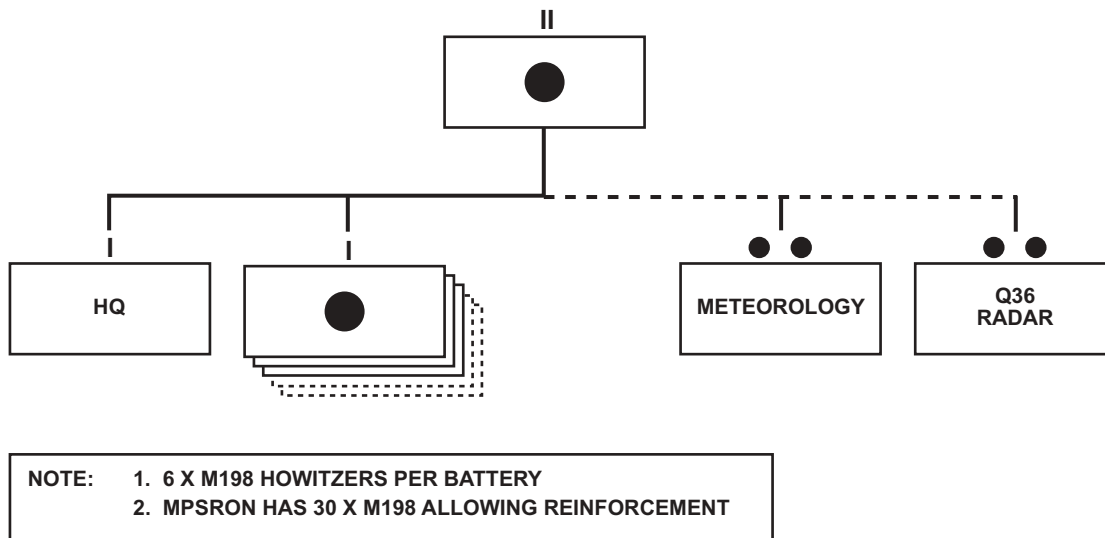 II
I
I
HQ
METEOROLOGY
Q36
RADAR
NOTE: 1. 6 X M198 HOWITZERS PER BATTERY
2. MPSRON HAS 30 X M198 ALLOWING REINFORCEMENT